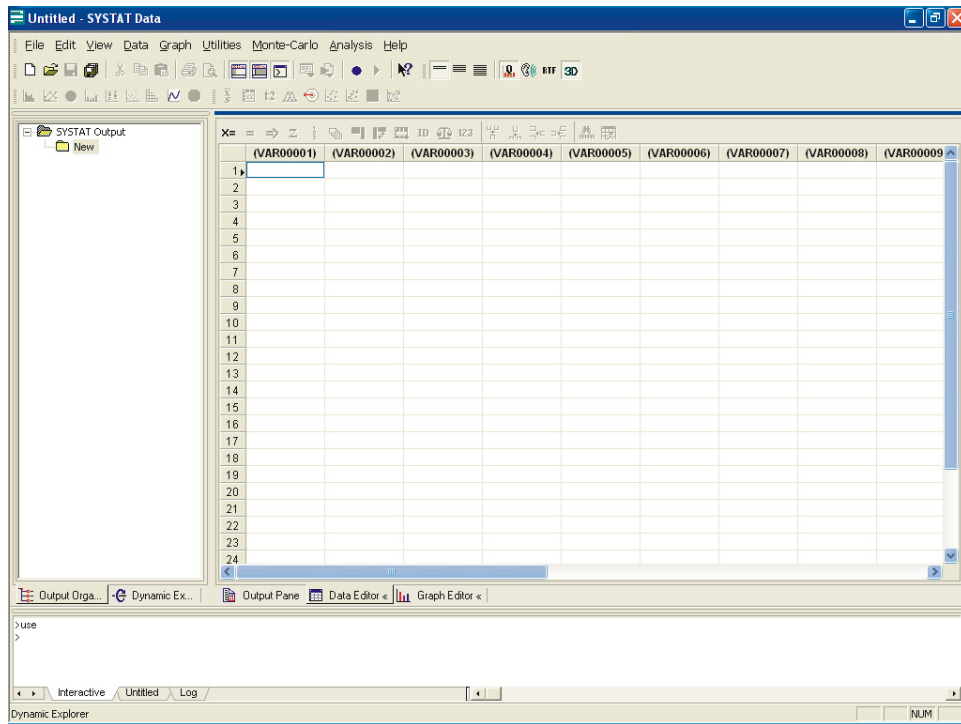 Untitled - SYSTAT Data
File Edit View Data Graph Utilities Monte-Carlo Analysis Help
RTF 3D
t2
SYSTAT Output
New
X= = Z ID 123
(VAR00001) (VAR00002) (VAR00003) (VAR00004) (VAR00005) (VAR00006) (VAR00007) (VAR00008) (VAR00009
1
2
3
4
5
6
7
8
9
10
11
12
13
14
15
16
17
18
19
20
21
22
23
24
Output Orga... Dynamic Ex... Output Pane Data Editor « Graph Editor «
>use
>
Interactive Untitled Log
Dynamic Explorer NUM